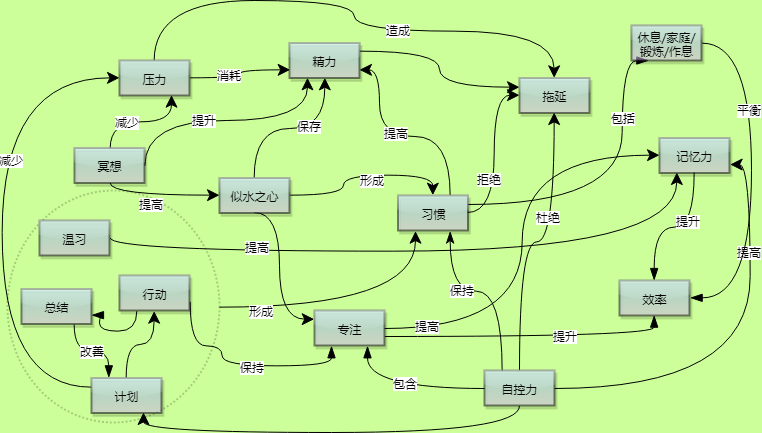 造成
休息/家庭/
锻炼/作息
压力
消耗
精力
拖延
减少
提升
保存
提高
包括
平衡
减少
冥想
提高
似水之心
形成
习惯
拒绝
杜绝
记忆力
提升
温习
提高
提高
总结
行动
形成
保持
效率
改善
保持
专注
提高
提升
计划
包含
自控力